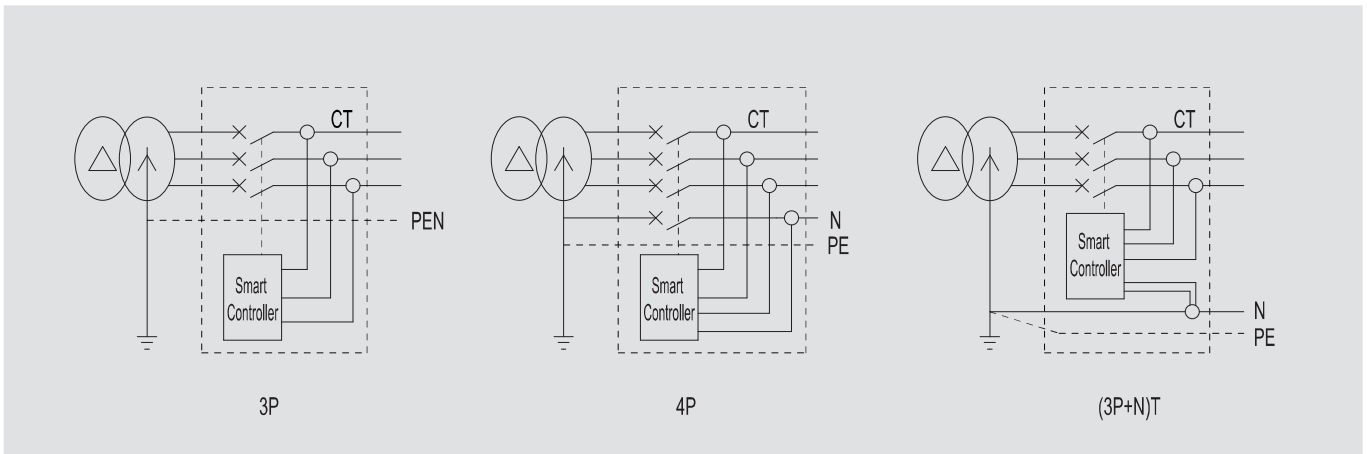 CT
PEN
Smart
Controller
3P
CT
N
PE
Smart
Controller
4P
CT
Smart
Controller
N
PE
(3P+N)T